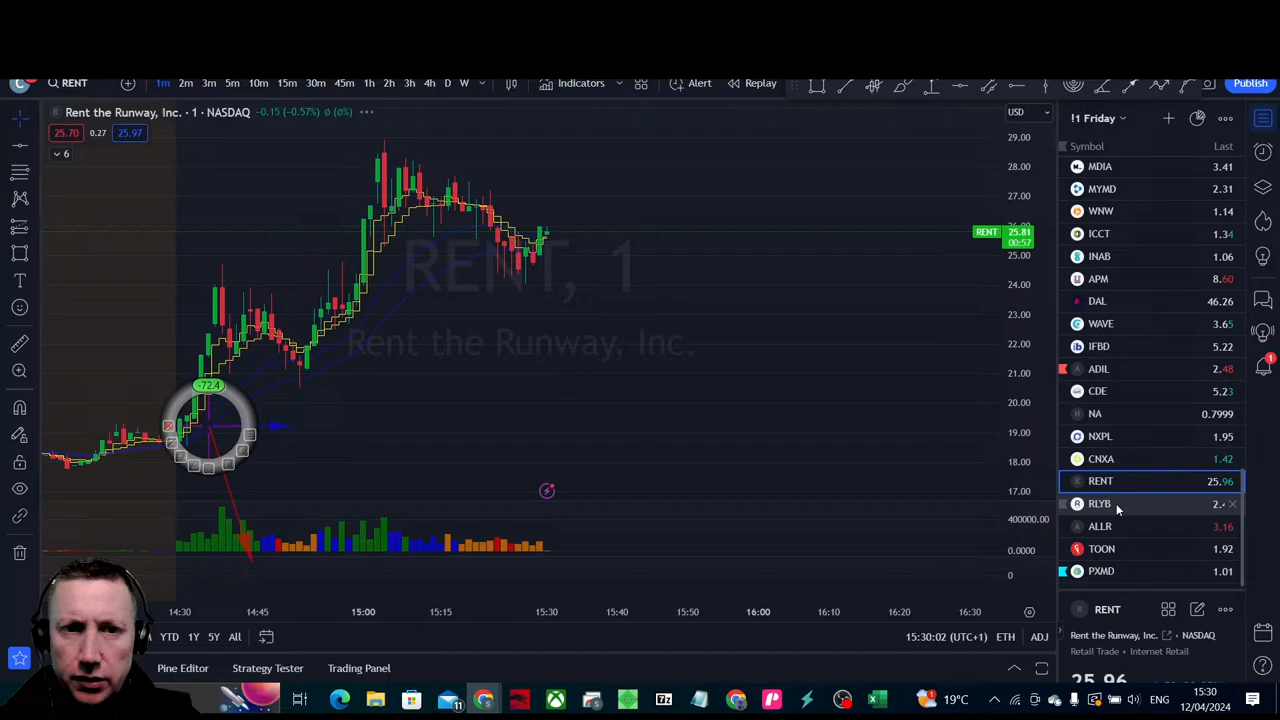 C RENT 1m 2m 3m 5m 10m 15m 30m 45m 1h 2h 3h 4h D W Indicators Alert Replay Publish
R Rent the Runway, Inc. · 1 · NASDAQ −0.15 (−0.57%) ∅ (∅%)
25.70 0.27 25.97
6
USD
29.00
28.00
27.00
26.00
RENT 25.81
00:57
25.00
24.00
23.00
22.00
21.00
20.00
19.00
18.00
17.00
400000.00
0.0000
0
RENT, 1
Rent the Runway, Inc.
-72.4
14:30 14:45 15:00 15:15 15:30 15:40 15:50 16:00 16:10 16:20 16:30
YTD 1Y 5Y All 15:30:02 (UTC+1) ETH ADJ
Pine Editor Strategy Tester Trading Panel
!1 Friday
Symbol Last
MDIA 3.41
MYMD 2.31
WNW 1.14
ICCT 1.34
INAB 1.06
APM 8.60
DAL 46.26
WAVE 3.65
IFBD 5.22
ADIL 2.48
CDE 5.23
NA 0.7999
NXPL 1.95
CNXA 1.42
RENT 25.96
RLYB 2.
ALLR 3.16
TOON 1.92
PXMD 1.01
RENT
Rent the Runway, Inc. · NASDAQ
Retail Trade · Internet Retail
25.96
1
11 Tz 19°C ENG 15:30
12/04/2024